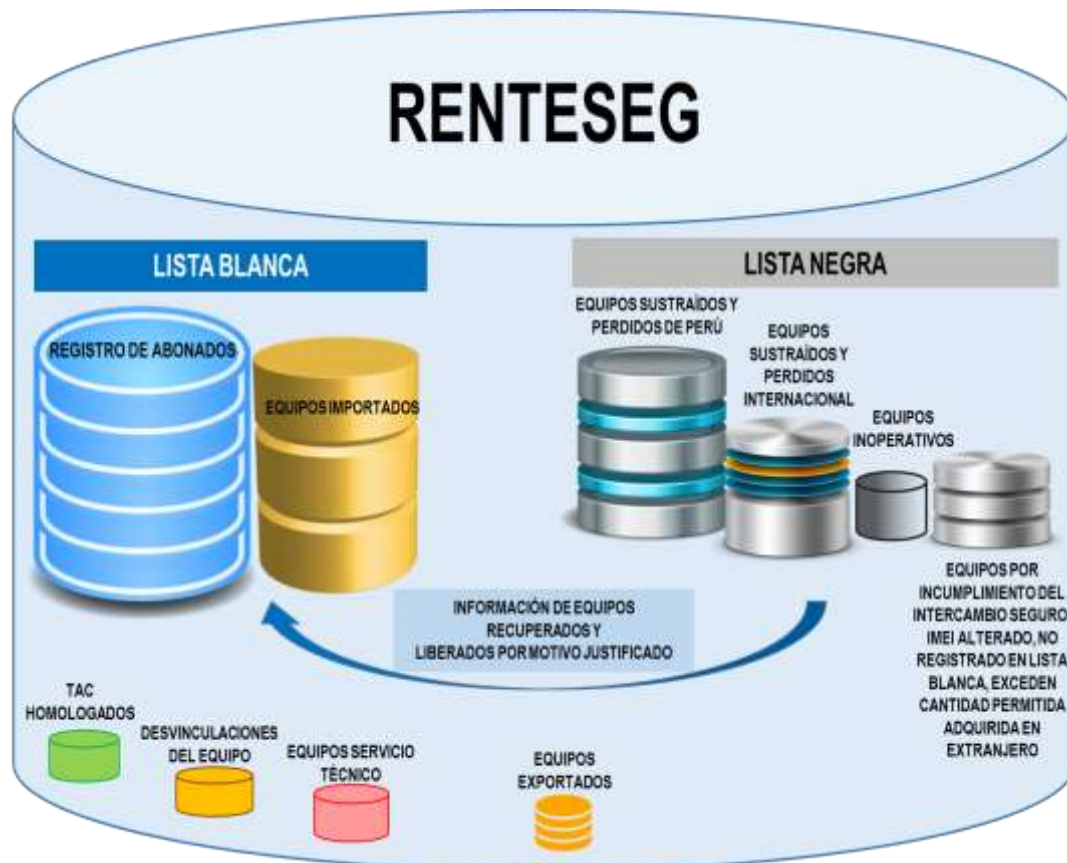 RENTESEG
LISTA BLANCA
REGISTRO DE ABONADOS
EQUIPOS IMPORTADOS
LISTA NEGRA
EQUIPOS SUSTRAÍDOS Y
PERDIDOS DE PERÚ
EQUIPOS
SUSTRAÍDOS Y
PERDIDOS
INTERNACIONAL
EQUIPOS
INOPERATIVOS
EQUIPOS POR
INCUMPLIMIENTO DEL
INTERCAMBIO SEGURO,
IMEI ALTERADO, NO
REGISTRADO EN LISTA
BLANCA, EXCEDEN
CANTIDAD PERMITIDA
ADQUIRIDA EN
EXTRANJERO
INFORMACIÓN DE EQUIPOS
RECUPERADOS Y
LIBERADOS POR MOTIVO JUSTIFICADO
TAC
HOMOLOGADOS
DESVINCULACIONES
DEL EQUIPO
EQUIPOS SERVICIO
TÉCNICO
EQUIPOS
EXPORTADOS